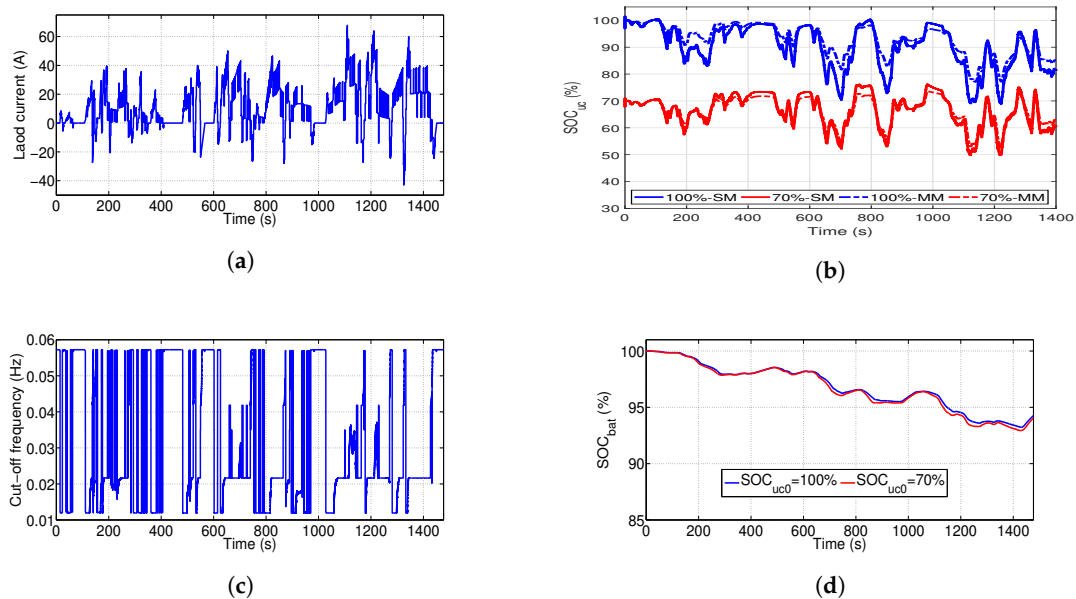 60
40
20
0
−20
−40
Laod current (A)
0 200 400 600 800 1000 1200 1400
Time (s)
(a)
100
90
80
70
60
50
40
30
SOC_uc (%)
100%-SM 70%-SM 100%-MM 70%-MM
0 200 400 600 800 1000 1200 1400
Time (s)
(b)
0.06
0.05
0.04
0.03
0.02
0.01
Cut−off frequency (Hz)
0 200 400 600 800 1000 1200 1400
Time (s)
(c)
100
95
90
85
SOC_bat (%)
SOC_uc0=100% SOC_uc0=70%
0 200 400 600 800 1000 1200 1400
Time (s)
(d)